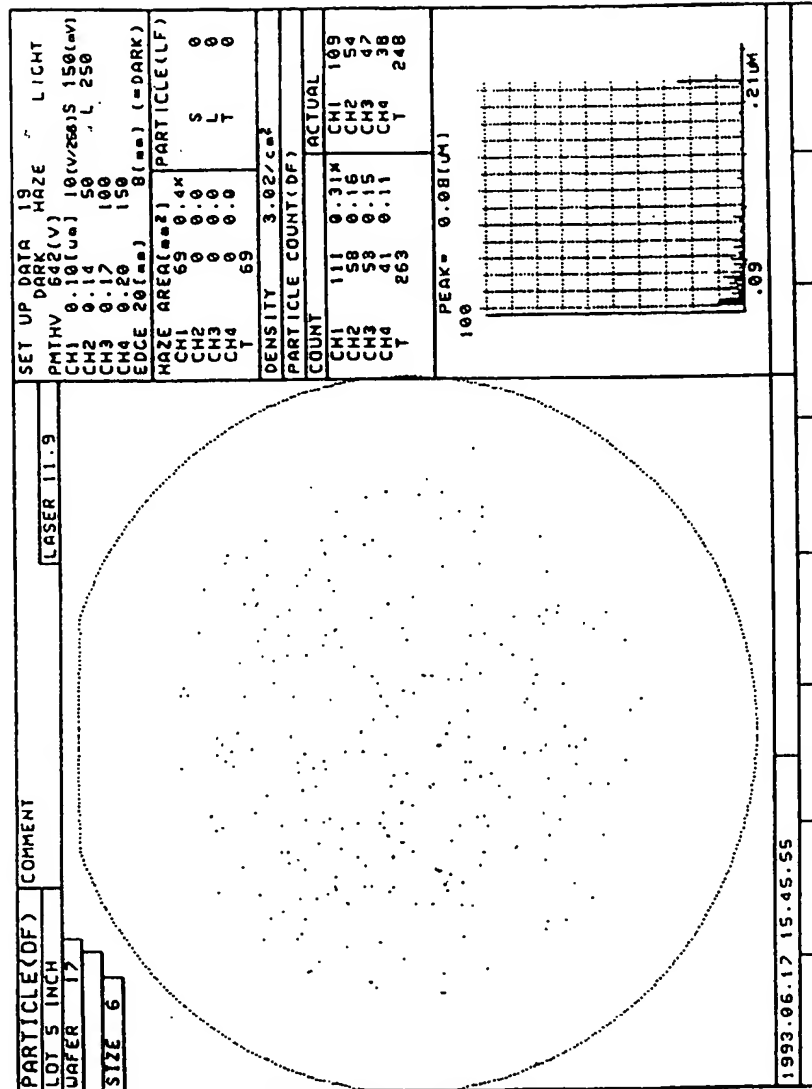 PARTICLE(DF)
COMMENT
LOT 5 INCH
WAFER 17
SIZE 6
LASER 11.9
SET UP DATA 19
DARK HAZE LIGHT
PMTHV 642(V)
CH1 0.10(um) 10(V/256)S 150(mV)
CH2 0.14 50 L 250
CH3 0.17 100
CH4 0.20 150
EDGE 20(mm) 8(mm) (=DARK)
HAZE AREA(mm²) PARTICLE(LF)
CH1 69 0.4%
CH2 0 0.0 S 0
CH3 0 0.0 L 0
CH4 0 0.0 T 0
T 69
DENSITY 3.02/cm²
PARTICLE COUNT(DF)
COUNT ACTUAL
CH1 111 0.31% CH1 109
CH2 58 0.16 CH2 54
CH3 53 0.15 CH3 47
CH4 41 0.11 CH4 38
T 263 T 248
PEAK= 0.08(UM)
100
.09 .21UM
1993.06.17 15.45.55